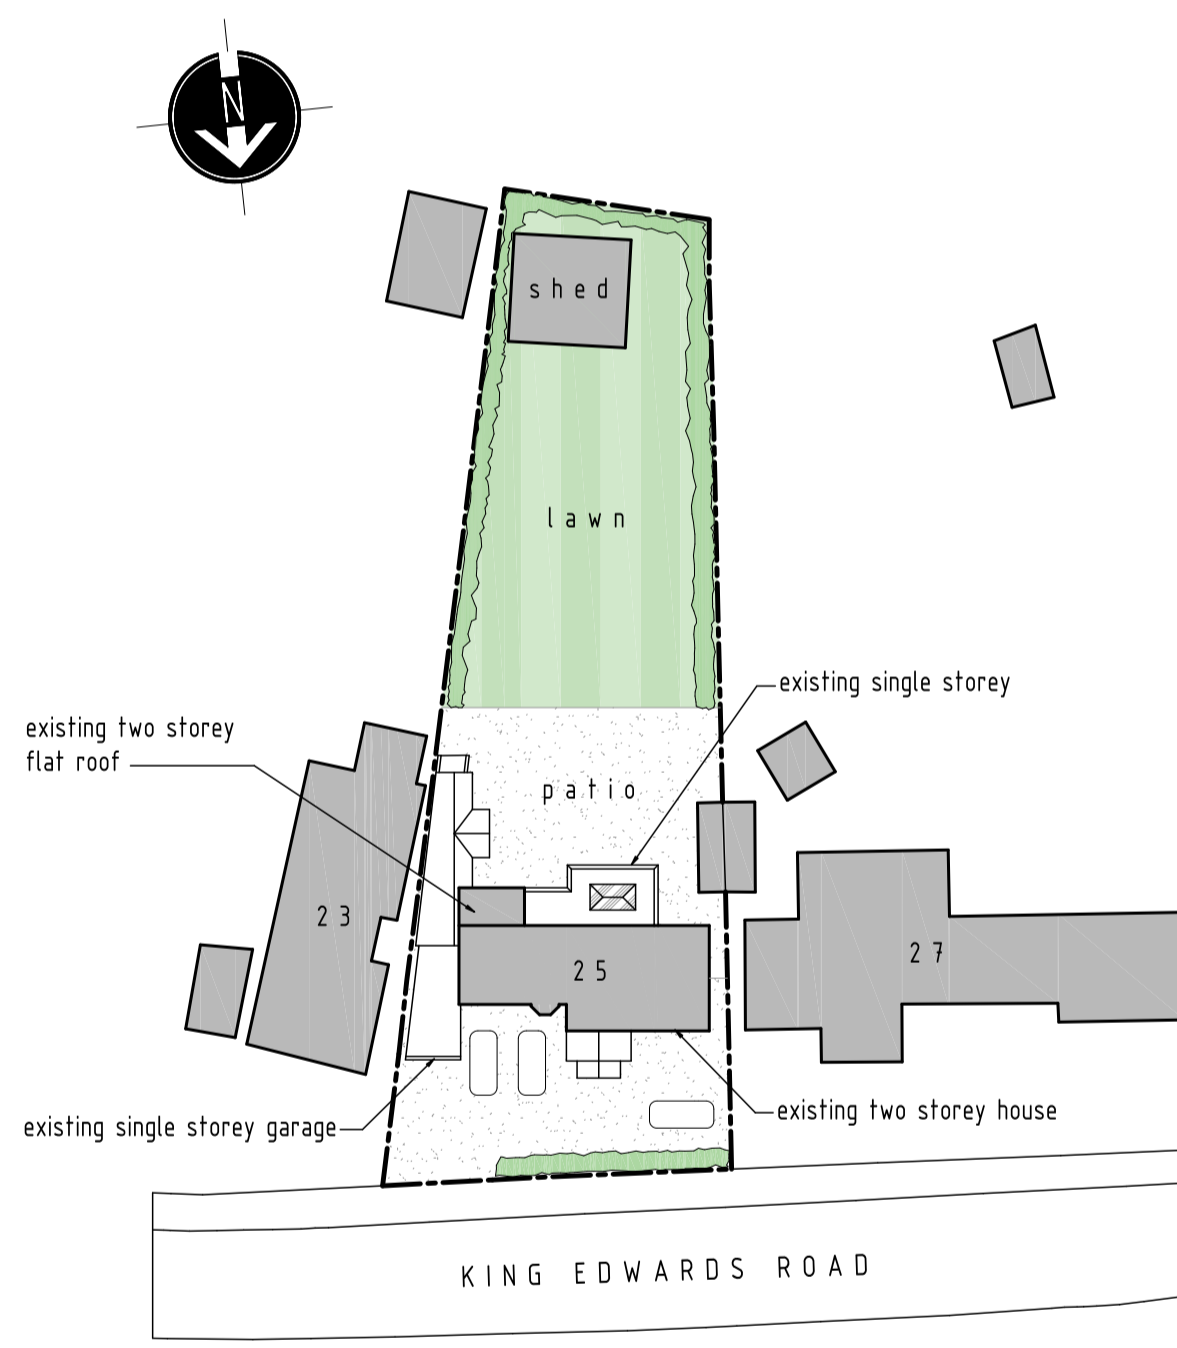 N
shed
lawn
existing single storey
existing two storey
flat roof
patio
23
25
27
existing two storey house
existing single storey garage
KING EDWARDS ROAD